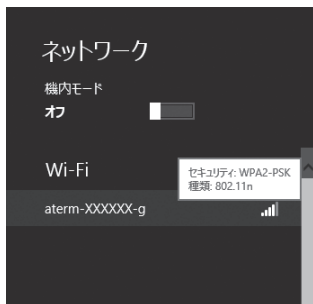 ネットワーク
機内モード
オフ
Wi-Fi
セキュリティ: WPA2-PSK
種類: 802.11n
aterm-XXXXXX-g